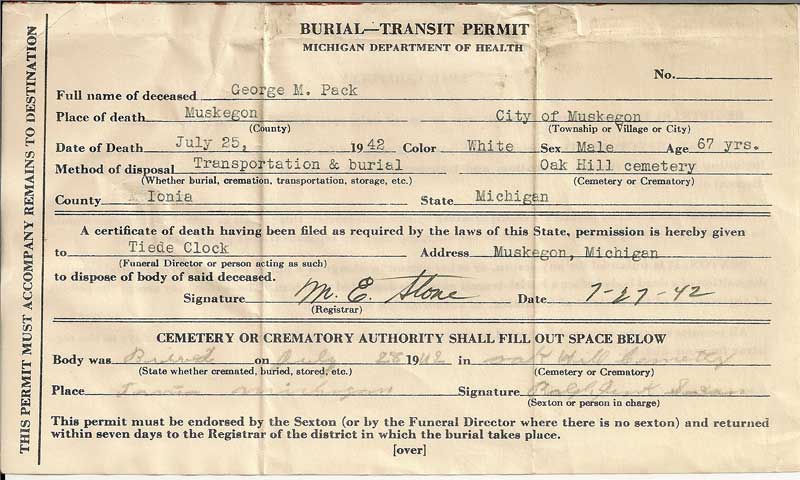 BURIAL—TRANSIT PERMIT
MICHIGAN DEPARTMENT OF HEALTH
No.
Full name of deceased George M. Pack
Place of death Muskegon City of Muskegon
(County) (Township or Village or City)
Date of Death July 25, 1942 Color White Sex Male Age 67 yrs.
Method of disposal Transportation & burial Oak Hill cemetery
(Whether burial, cremation, transportation, storage, etc.) (Cemetery or Crematory)
County Ionia State Michigan
A certificate of death having been filed as required by the laws of this State, permission is hereby given
to Tiede Clock Address Muskegon, Michigan
(Funeral Director or person acting as such)
to dispose of body of said deceased.
Signature M. E. Stone Date 7-27-42
(Registrar)
CEMETERY OR CREMATORY AUTHORITY SHALL FILL OUT SPACE BELOW
Body was on July 28 1942 in oak Hill
(State whether cremated, buried, stored, etc.) (Cemetery or Crematory)
Place Ionia michigan Signature
(Sexton or person in charge)
This permit must be endorsed by the Sexton (or by the Funeral Director where there is no sexton) and returned
within seven days to the Registrar of the district in which the burial takes place.
[over]
THIS PERMIT MUST ACCOMPANY REMAINS TO DESTINATION